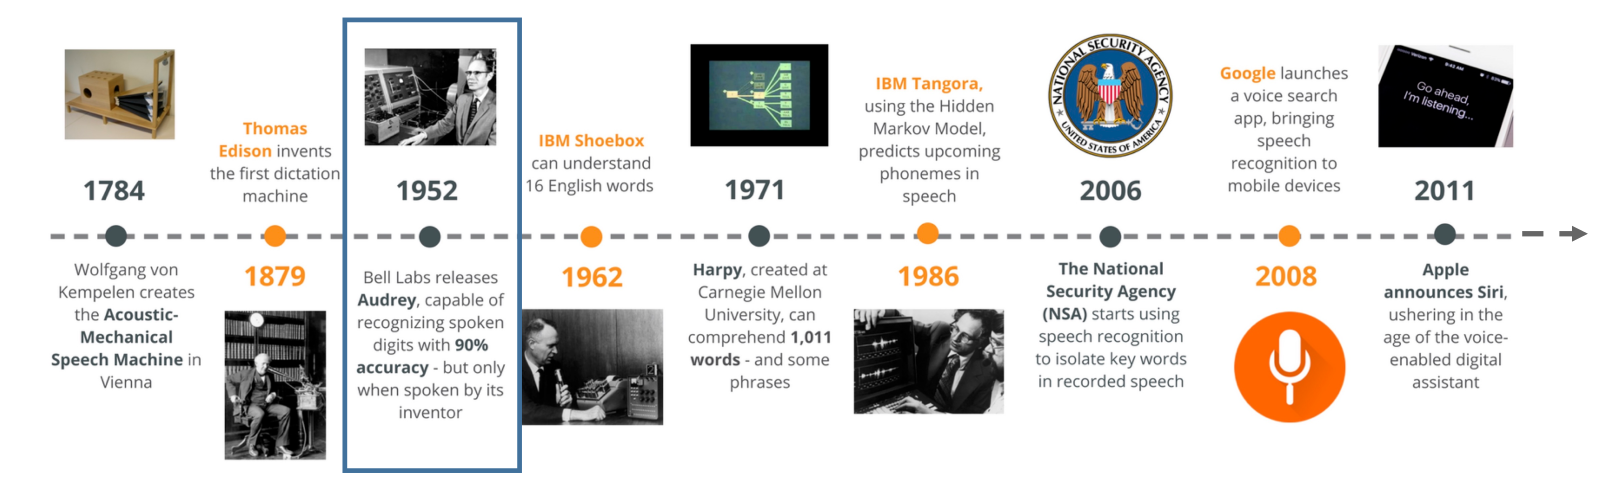 1784
Wolfgang von
Kempelen creates
the Acoustic-
Mechanical
Speech Machine in
Vienna
Thomas
Edison invents
the first dictation
machine
1879
1952
Bell Labs releases
Audrey, capable of
recognizing spoken
digits with 90%
accuracy - but only
when spoken by its
inventor
IBM Shoebox
can understand
16 English words
1962
1971
Harpy, created at
Carnegie Mellon
University, can
comprehend 1,011
words - and some
phrases
IBM Tangora,
using the Hidden
Markov Model,
predicts upcoming
phonemes in
speech
1986
NATIONAL SECURITY AGENCY
UNITED STATES OF AMERICA
2006
The National
Security Agency
(NSA) starts using
speech recognition
to isolate key words
in recorded speech
Google launches
a voice search
app, bringing
speech
recognition to
mobile devices
2008
9:43 AM
Go ahead,
I'm listening...
2011
Apple
announces Siri,
ushering in the
age of the voice-
enabled digital
assistant